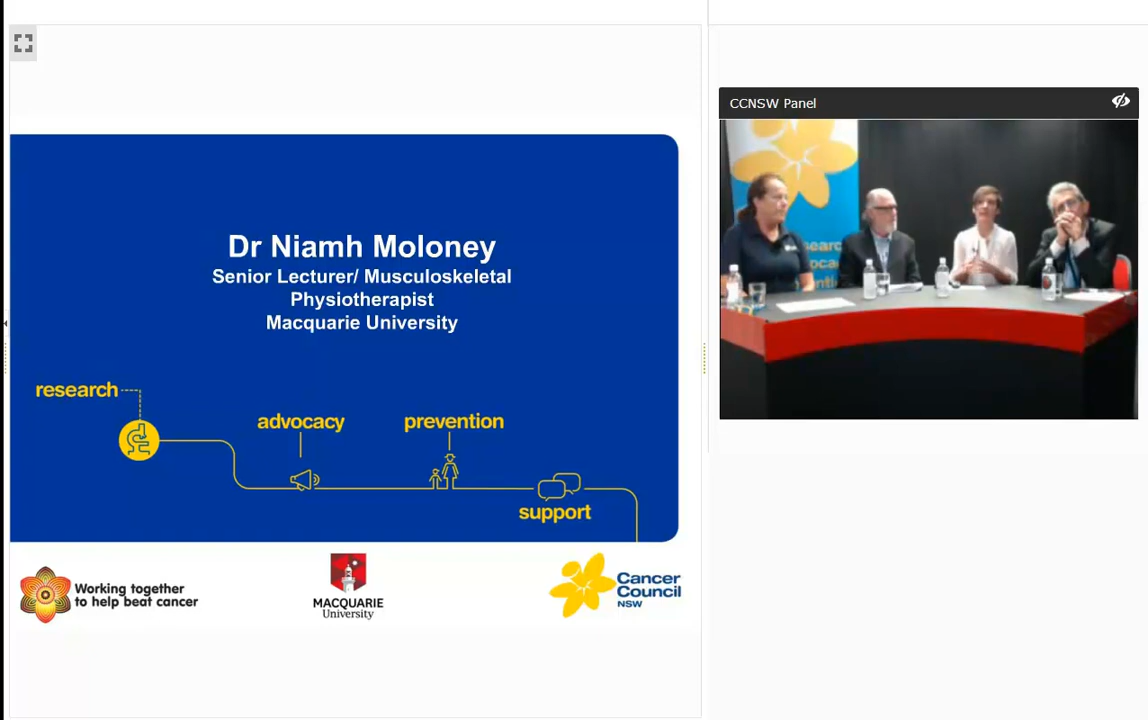 Dr Niamh Moloney
Senior Lecturer/ Musculoskeletal
Physiotherapist
Macquarie University
research
advocacy
prevention
support
Working together
to help beat cancer
MACQUARIE
University
Cancer
Council
NSW
CCNSW Panel